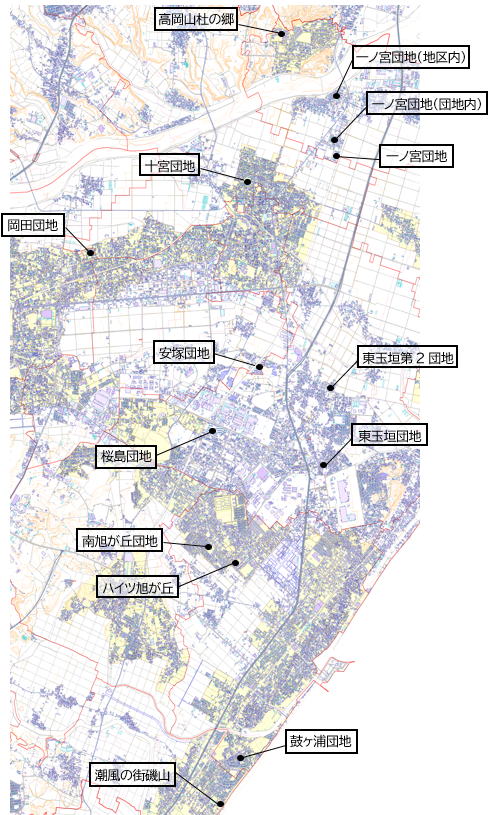 高岡山杜の郷
一ノ宮団地（地区内）
一ノ宮団地（団地内）
一ノ宮団地
十宮団地
岡田団地
安塚団地
東玉垣第２団地
東玉垣団地
桜島団地
南旭が丘団地
ハイツ旭が丘
鼓ヶ浦団地
潮風の街磯山